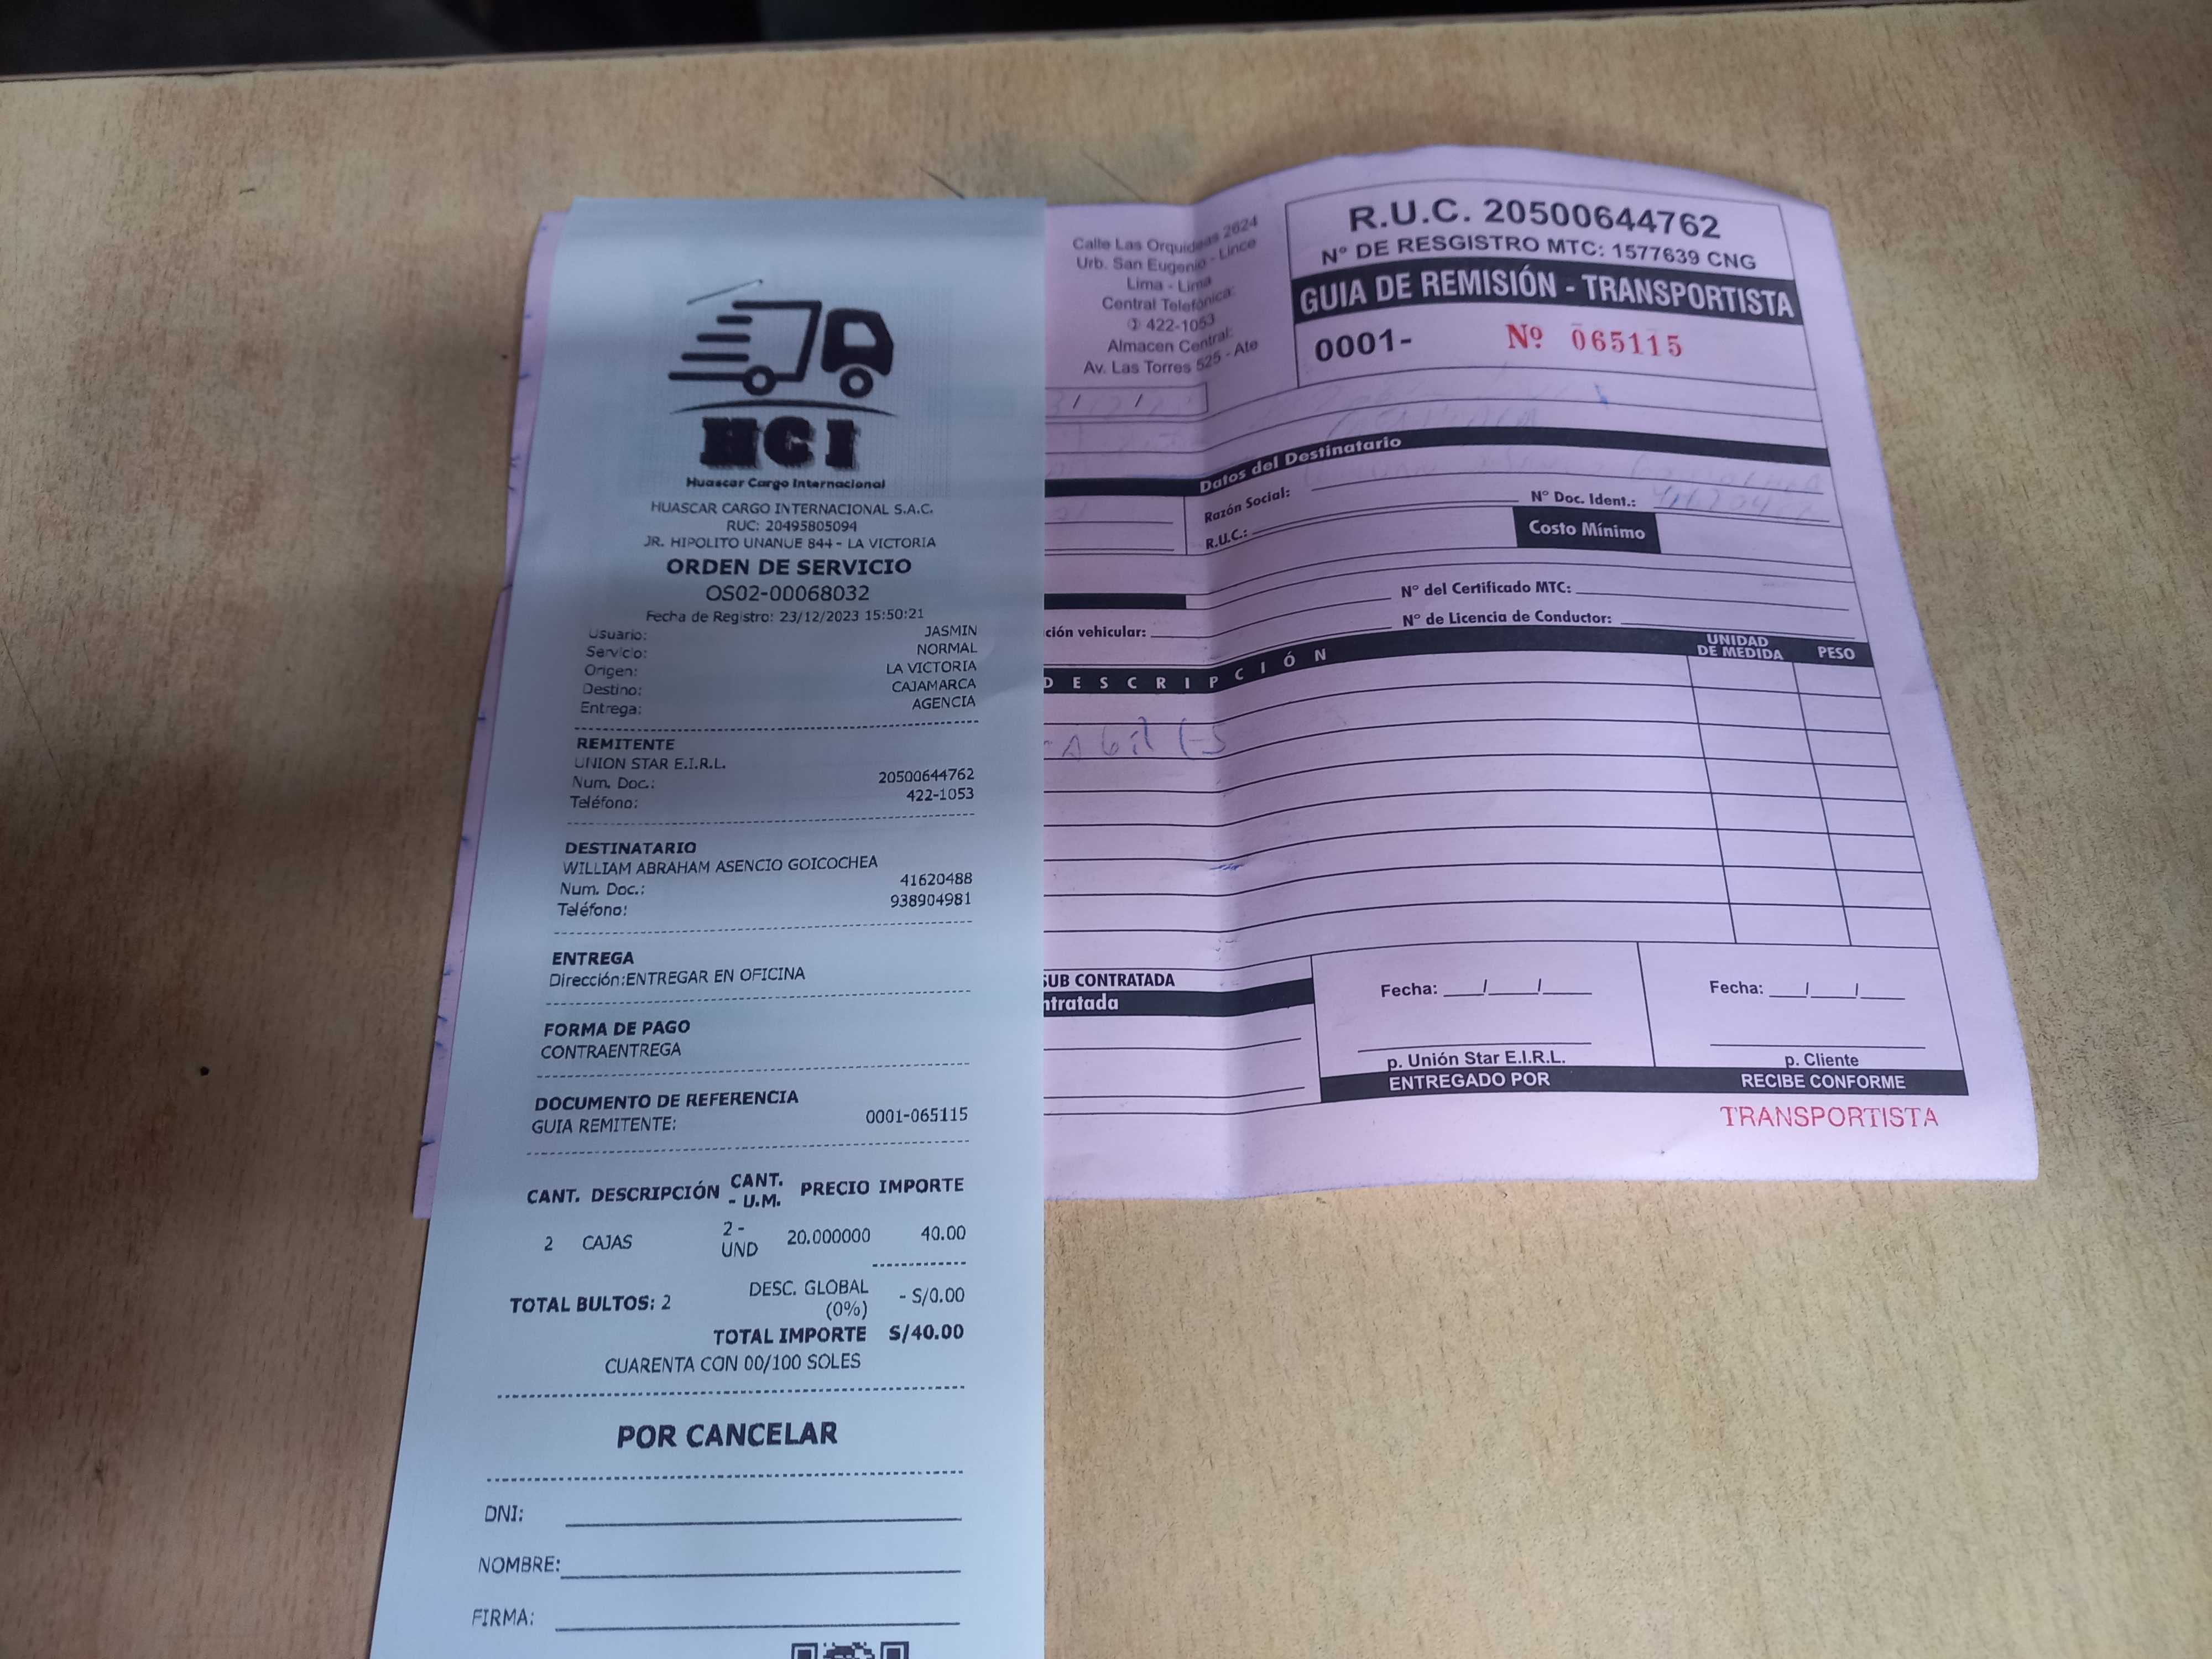 HCI
Huascar Cargo Internacional
HUASCAR CARGO INTERNACIONAL S.A.C.
RUC: 20495805094
JR. HIPOLITO UNANUE 844 - LA VICTORIA
ORDEN DE SERVICIO
OS02-00068032
Fecha de Registro: 23/12/2023 15:50:21
Usuario: JASMIN
Servicio: NORMAL
Origen: LA VICTORIA
Destino: CAJAMARCA
Entrega: AGENCIA
REMITENTE
UNION STAR E.I.R.L.
Num. Doc.: 20500644762
Teléfono: 422-1053
DESTINATARIO
WILLIAM ABRAHAM ASENCIO GOICOCHEA
Num. Doc.: 41620488
Teléfono: 938904981
ENTREGA
Dirección:ENTREGAR EN OFICINA
FORMA DE PAGO
CONTRAENTREGA
DOCUMENTO DE REFERENCIA
GUIA REMITENTE: 0001-065115
CANT. DESCRIPCIÓN CANT. - U.M. PRECIO IMPORTE
2 CAJAS 2 - UND 20.000000 40.00
TOTAL BULTOS: 2 DESC. GLOBAL (0%) - S/0.00
TOTAL IMPORTE S/40.00
CUARENTA CON 00/100 SOLES
POR CANCELAR
DNI:
NOMBRE:
FIRMA:
Calle Las Orquideas 2624
Urb. San Eugenio - Lince
Lima - Lima
Central Telefónica:
422-1053
Almacen Central:
Av. Las Torres 525 - Ate
R.U.C. 20500644762
N° DE RESGISTRO MTC: 1577639 CNG
GUIA DE REMISIÓN - TRANSPORTISTA
0001- Nº 065115
Datos del Destinatario
Razón Social:
R.U.C.: N° Doc. Ident.:
Costo Mínimo
N° del Certificado MTC:
ción vehicular: N° de Licencia de Conductor:
DESCRIPCIÓN UNIDAD DE MEDIDA PESO
SUB CONTRATADA
ntratada
Fecha: __/__/__ Fecha: __/__/__
p. Unión Star E.I.R.L. p. Cliente
ENTREGADO POR RECIBE CONFORME
TRANSPORTISTA